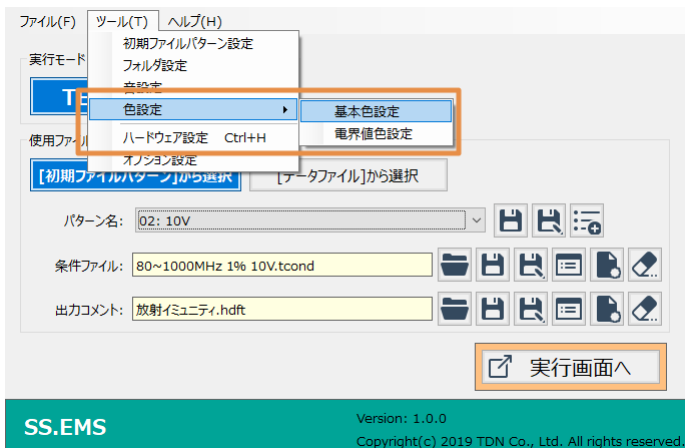 ファイル(F) ツール(T) ヘルプ(H)
初期ファイルパターン設定
フォルダ設定
音設定
色設定
基本色設定
電界値色設定
ハードウェア設定 Ctrl+H
オプション設定
実行モード
使用ファイル
[初期ファイルパターン]から選択 [データファイル]から選択
パターン名: 02: 10V
条件ファイル: 80~1000MHz 1% 10V.tcond
出力コメント: 放射イミュニティ.hdft
実行画面へ
SS.EMS
Version: 1.0.0
Copyright(c) 2019 TDN Co., Ltd. All rights reserved.